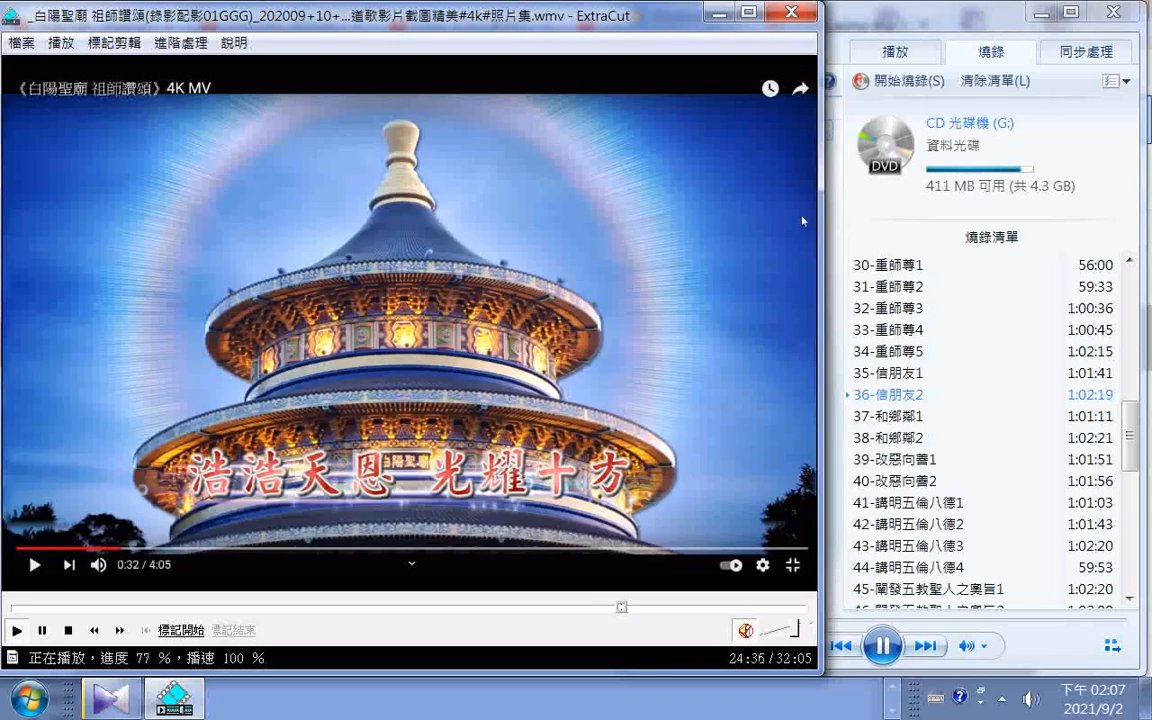 _白陽聖廟 祖師讚頌(錄影配影01GGG)_202009+10+...道歌影片截圖精美#4k#照片集.wmv - ExtraCut
檔案 播放 標記剪輯 進階處理 說明
《白陽聖廟 祖師讚頌》4K MV
白陽聖廟
浩浩天恩 光耀十方
0:32 / 4:05
標記開始 標記結束
正在播放，進度 77 %，播速 100 %
24:35/32:05
播放 燒錄 同步處理
開始燒錄(S) 清除清單(L)
CD 光碟機 (G:)
資料光碟
DVD
411 MB 可用 (共 4.3 GB)
燒錄清單
30-重師尊1 56:00
31-重師尊2 59:33
32-重師尊3 1:00:36
33-重師尊4 1:00:45
34-重師尊5 1:02:15
35-信朋友1 1:01:41
36-信朋友2 1:02:19
37-和鄉鄰1 1:01:11
38-和鄉鄰2 1:02:21
39-改惡向善1 1:01:51
40-改惡向善2 1:01:56
41-講明五倫八德1 1:01:03
42-講明五倫八德2 1:01:43
43-講明五倫八德3 1:02:20
44-講明五倫八德4 59:53
45-闡發五教聖人之奧旨1 1:02:20
下午 02:07
2021/9/2